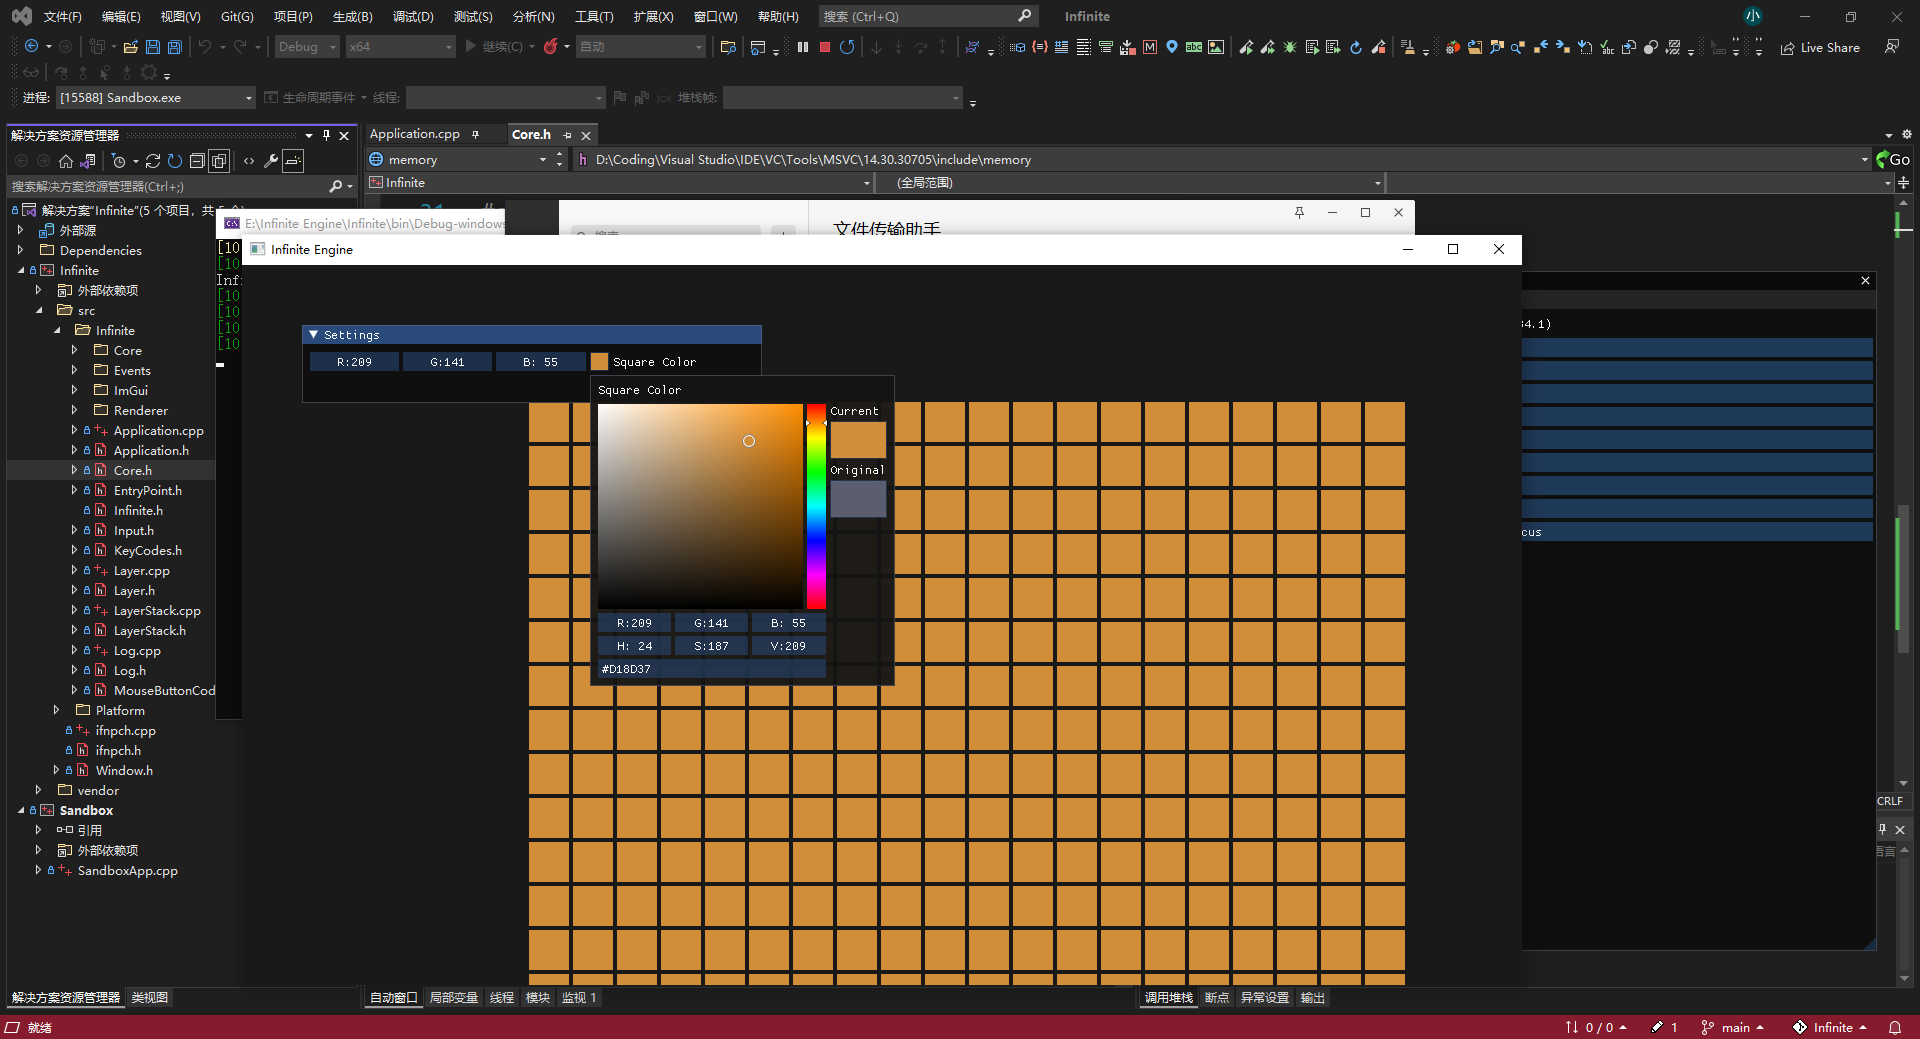 文件(F) 编辑(E) 视图(V) Git(G) 项目(P) 生成(B) 调试(D) 测试(S) 分析(N) 工具(T) 扩展(X) 窗口(W) 帮助(H) 搜索 (Ctrl+Q) Infinite 小
Debug x64 继续(C) 自动 Live Share
进程: [15588] Sandbox.exe 生命周期事件 线程: 堆栈帧:
解决方案资源管理器
Application.cpp Core.h
memory D:\Coding\Visual Studio\IDE\VC\Tools\MSVC\14.30.30705\include\memory Go
搜索解决方案资源管理器(Ctrl+;)
Infinite (全局范围)
解决方案"Infinite"(5 个项目, 共
外部源
Dependencies
Infinite
外部依赖项
src
Infinite
Core
Events
ImGui
Renderer
Application.cpp
Application.h
Core.h
EntryPoint.h
Infinite.h
Input.h
KeyCodes.h
Layer.cpp
Layer.h
LayerStack.cpp
LayerStack.h
Log.cpp
Log.h
MouseButtonCod
Platform
ifnpch.cpp
ifnpch.h
Window.h
vendor
Sandbox
引用
外部依赖项
SandboxApp.cpp
E:\Infinite Engine\Infinite\bin\Debug-windows
[10
[10
Inf
[10
[10
[10
[10
搜索
文件传输助手
Infinite Engine
Settings
R:209 G:141 B: 55 Square Color
Square Color
Current
Original
R:209 G:141 B: 55
H: 24 S:187 V:209
#D18D37
4.1)
cus
CRLF
语言
解决方案资源管理器 类视图
自动窗口 局部变量 线程 模块 监视 1
调用堆栈 断点 异常设置 输出
就绪 0 / 0 1 main Infinite